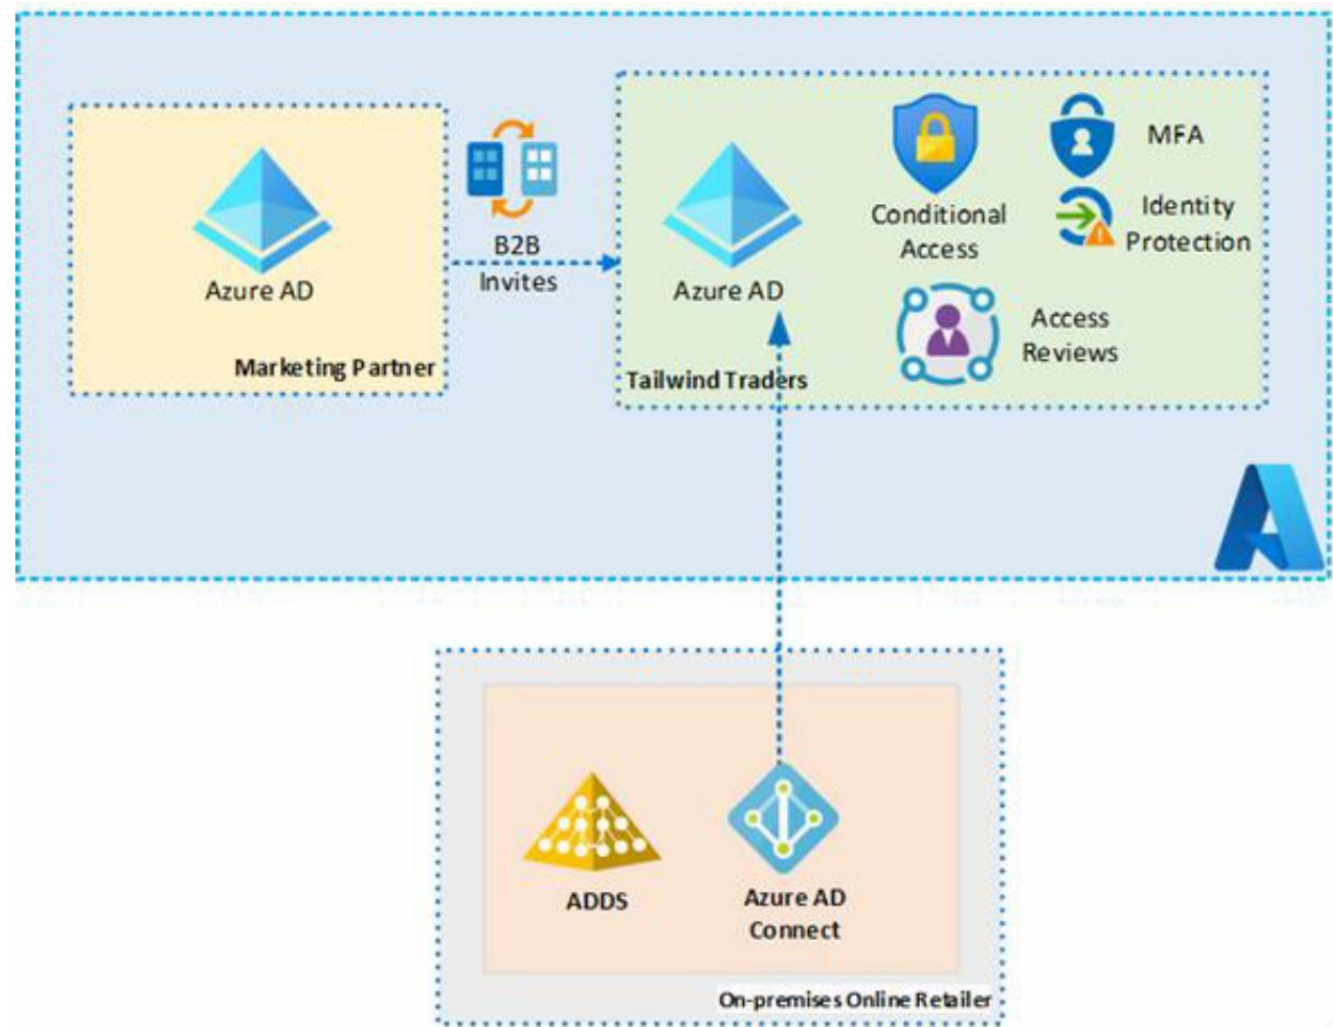 Azure AD
Marketing Partner
B2B
Invites
Azure AD
Tailwind Traders
Conditional
Access
MFA
Identity
Protection
Access
Reviews
ADDS
Azure AD
Connect
On-premises Online Retailer